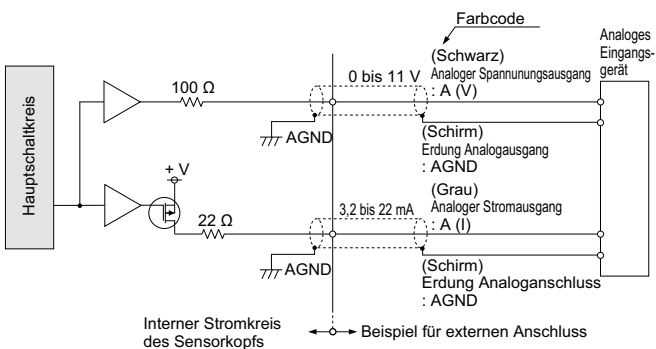 Farbcode
Analoges
Eingangs-
gerät
(Schwarz)
Analoger Spannunungsausgang
: A (V)
0 bis 11 V
100 Ω
AGND
(Schirm)
Erdung Analogausgang
: AGND
Hauptschaltkreis
+ V
(Grau)
Analoger Stromausgang
: A (I)
3,2 bis 22 mA
22 Ω
AGND
(Schirm)
Erdung Analoganschluss
: AGND
Interner Stromkreis
des Sensorkopfs
Beispiel für externen Anschluss